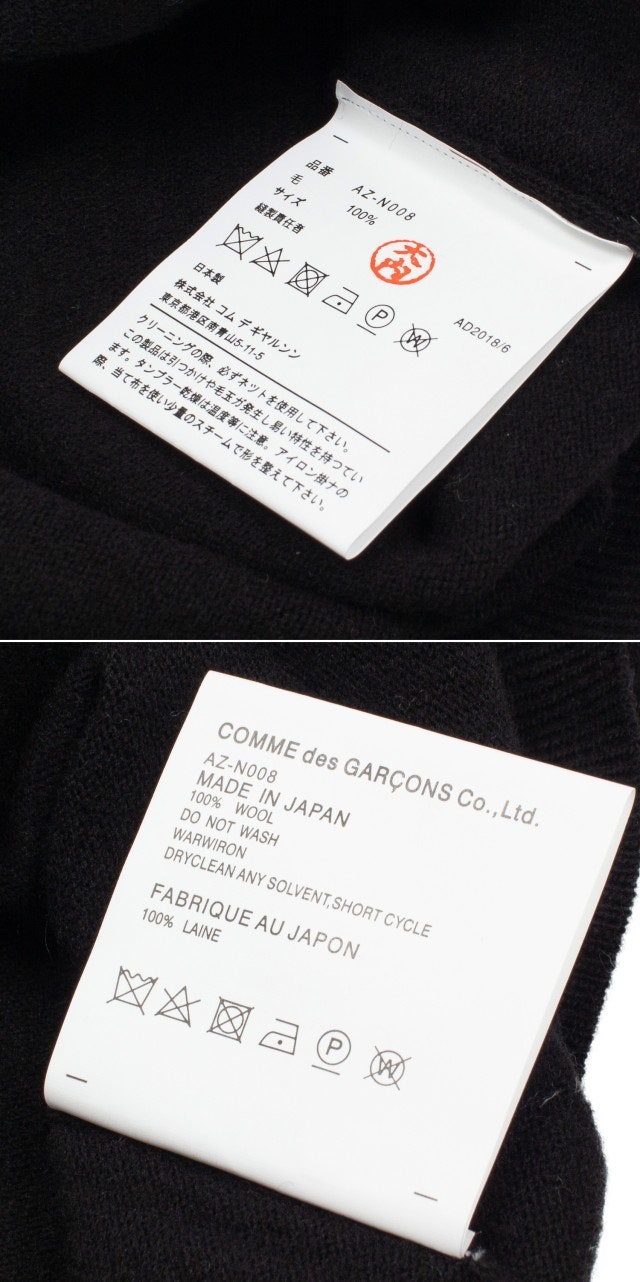 品番 AZ-N008
毛 100%
サイズ
縫製責任者 大内
P W
日本製 AD2018/6
株式会社 コム デ ギャルソン
東京都港区南青山5-11-5
クリーニングの際、必ずネットを使用して下さい。
この製品は引つかけや毛玉が発生し易い特性を持ってい
ます。タンブラー乾燥は温度等に注意。アイロン掛ナの
際、当て布を使い少量のスチームで形を整えて下さい。
COMME des GARÇONS Co.,Ltd.
AZ-N008
MADE IN JAPAN
100% WOOL
DO NOT WASH
WARWIRON
DRYCLEAN ANY SOLVENT,SHORT CYCLE
FABRIQUE AU JAPON
100% LAINE
P W